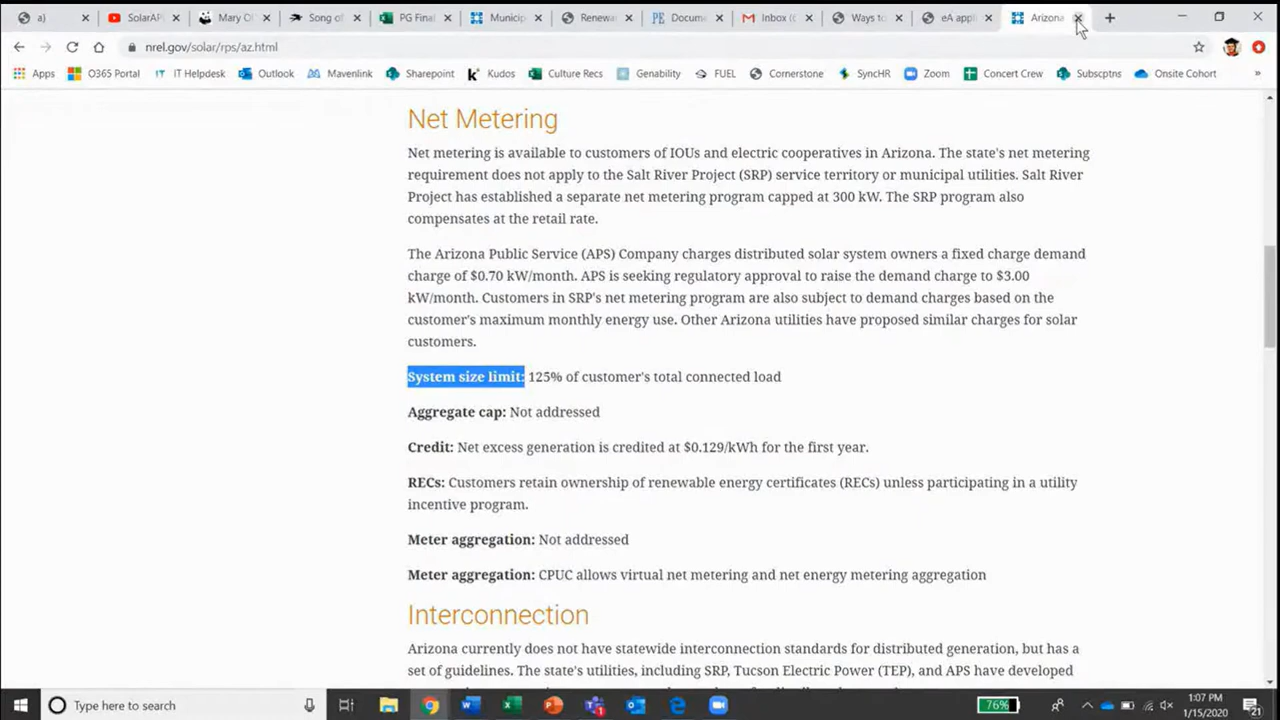 a)
SolarAPI
Mary Ol
Song of
PG Final
Municip
Renewa
Docume
Inbox (
Ways to
eA appli
Arizona
nrel.gov/solar/rps/az.html
Apps
O365 Portal
IT Helpdesk
Outlook
Mavenlink
Sharepoint
Kudos
Culture Recs
Genability
FUEL
Cornerstone
SyncHR
Zoom
Concert Crew
Subscptns
Onsite Cohort
»
Net Metering
Net metering is available to customers of IOUs and electric cooperatives in Arizona. The state's net metering
requirement does not apply to the Salt River Project (SRP) service territory or municipal utilities. Salt River
Project has established a separate net metering program capped at 300 kW. The SRP program also
compensates at the retail rate.
The Arizona Public Service (APS) Company charges distributed solar system owners a fixed charge demand
charge of $0.70 kW/month. APS is seeking regulatory approval to raise the demand charge to $3.00
kW/month. Customers in SRP's net metering program are also subject to demand charges based on the
customer's maximum monthly energy use. Other Arizona utilities have proposed similar charges for solar
customers.
System size limit: 125% of customer's total connected load
Aggregate cap: Not addressed
Credit: Net excess generation is credited at $0.129/kWh for the first year.
RECs: Customers retain ownership of renewable energy certificates (RECs) unless participating in a utility
incentive program.
Meter aggregation: Not addressed
Meter aggregation: CPUC allows virtual net metering and net energy metering aggregation
Interconnection
Arizona currently does not have statewide interconnection standards for distributed generation, but has a
set of guidelines. The state's utilities, including SRP, Tucson Electric Power (TEP), and APS have developed
Type here to search
76%
1:07 PM
1/15/2020
21